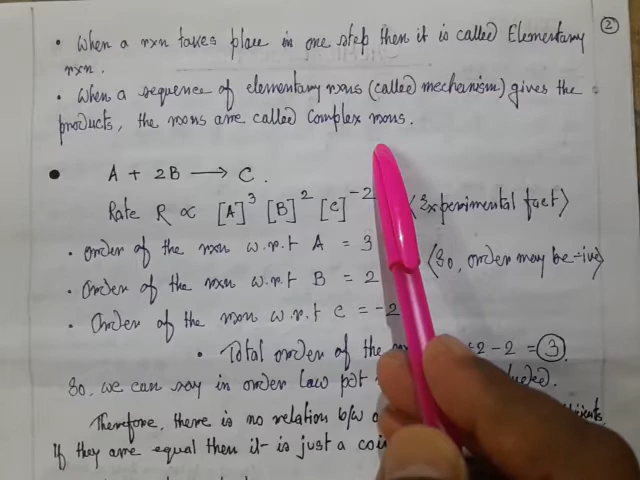 ②
• When a rxn takes place in one step then it is called Elementary
rxn.
• When a sequence of elementary rxns (called mechanism) gives the
products, the rxns are called Complex rxns.
• A + 2B ⟶ C.
Rate R ∝ [A]³ [B]² [C]⁻² ⟨Experimental fact⟩
• Order of the rxn w.r.t A = 3
• Order of the rxn w.r.t B = 2 ⟨So, order may be -ive⟩
• Order of the rxn w.r.t C = -2
• Total order of the +2-2 = ③.
So, we can say in order law pdt
Therefore, there is no relation b/w
If they are equal then it is just a